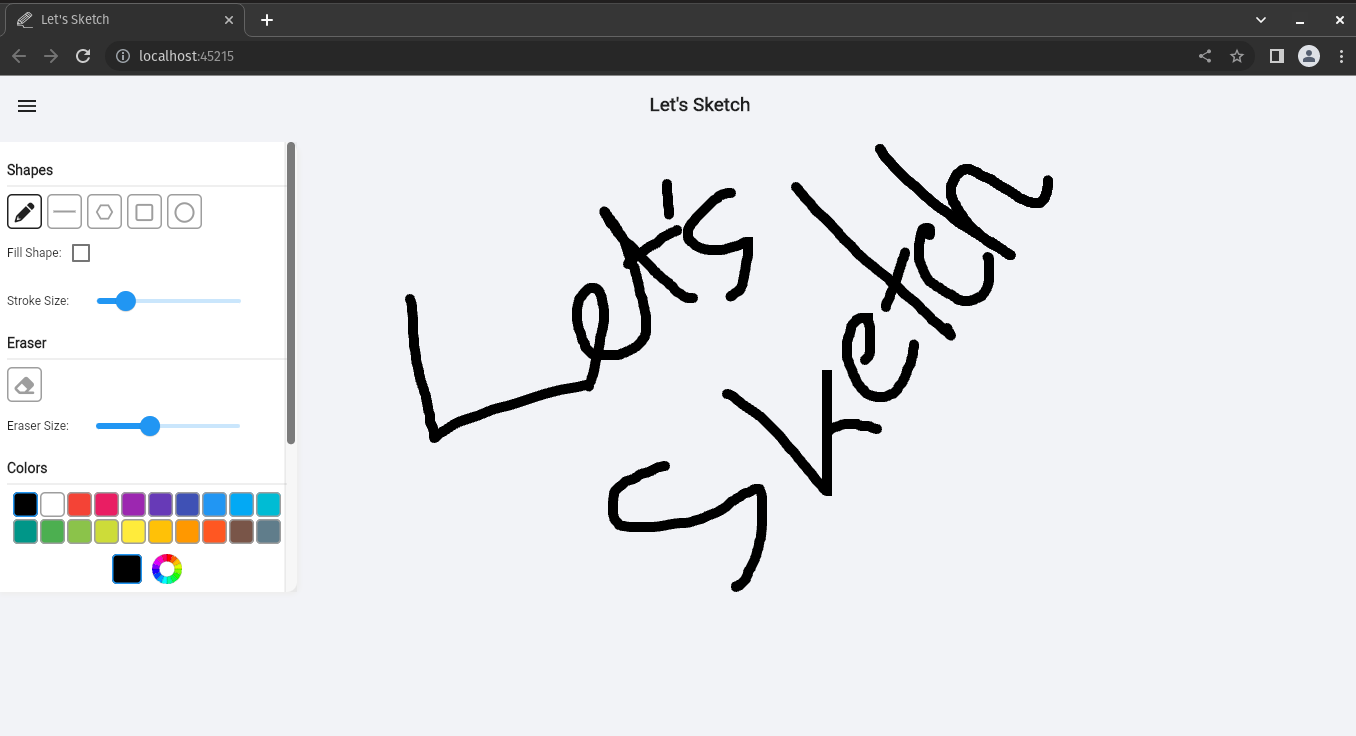 Let's Sketch
localhost:45215
Let's Sketch
Shapes
Fill Shape:
Stroke Size:
Eraser
Eraser Size:
Colors
Let's
Sketch